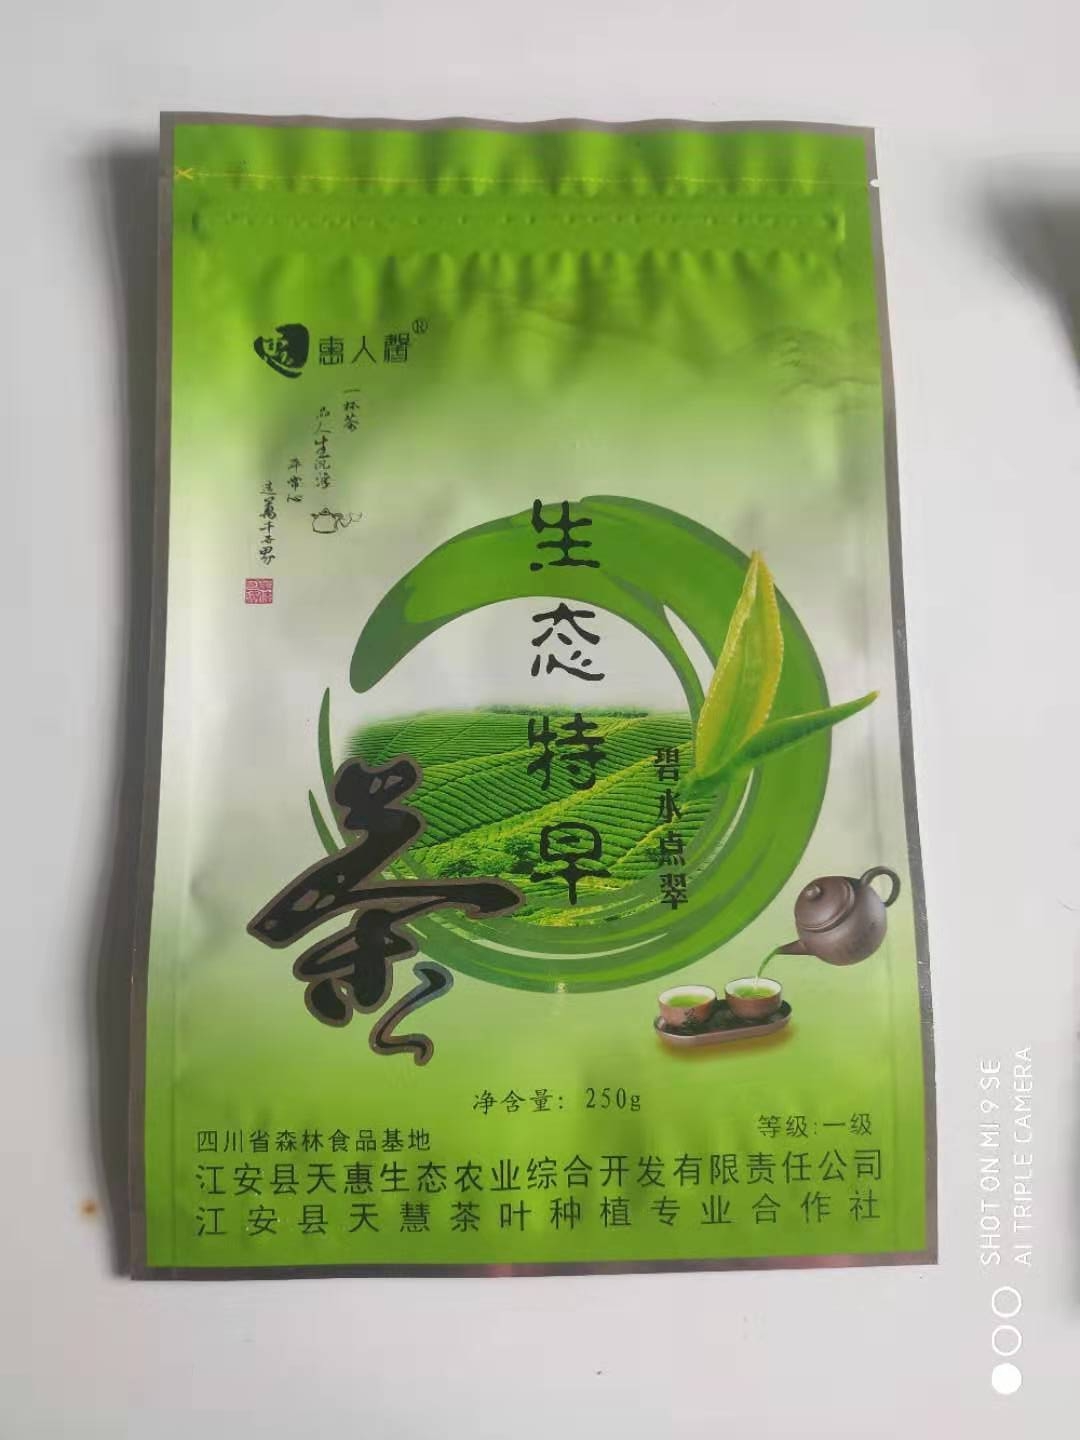 惠人馨®
一杯茶
品人生沉浮
平常心
造万千世界
生态特早
碧水点翠
茶
净含量: 250g
等级:一级
四川省森林食品基地
江安县天惠生态农业综合开发有限责任公司
江安县天慧茶叶种植专业合作社
SHOT ON MI 9 SE
AI TRIPLE CAMERA